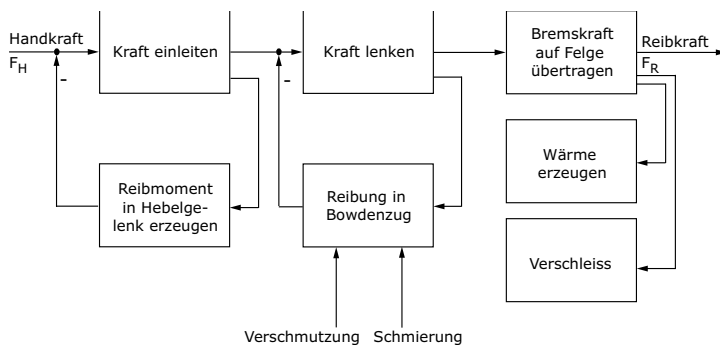 Handkraft
F_H
-
Kraft einleiten
-
Kraft lenken
Bremskraft
auf Felge
übertragen
Reibkraft
F_R
Reibmoment
in Hebelge-
lenk erzeugen
Reibung in
Bowdenzug
Wärme
erzeugen
Verschleiss
Verschmutzung
Schmierung